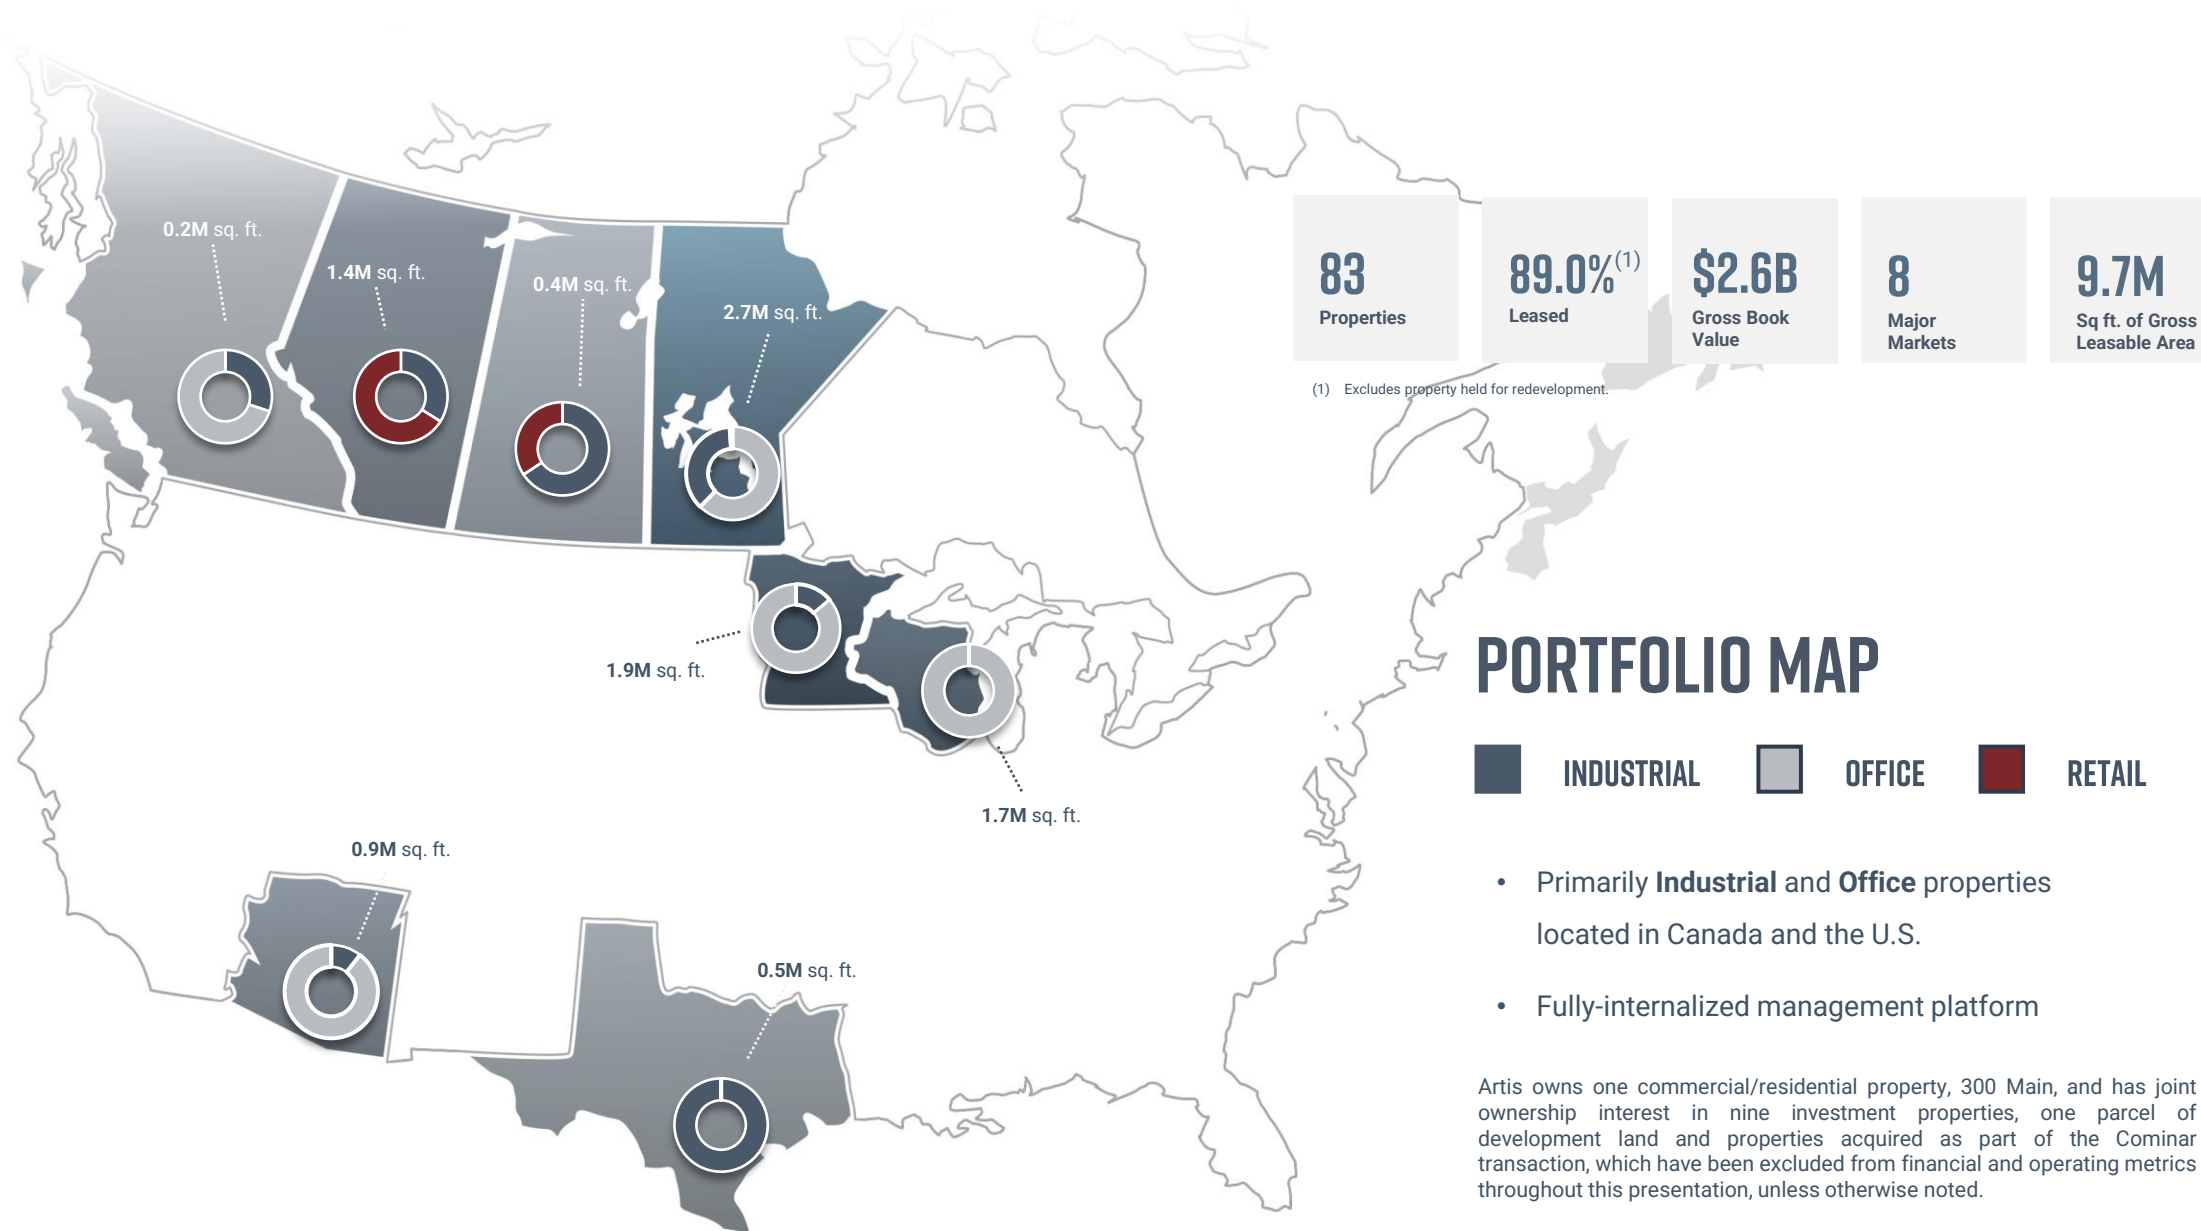 0.2M sq. ft.
1.4M sq. ft.
0.4M sq. ft.
2.7M sq. ft.
1.9M sq. ft.
1.7M sq. ft.
0.9M sq. ft.
0.5M sq. ft.
83
Properties
89.0%(1)
Leased
$2.6B
Gross Book
Value
8
Major
Markets
9.7M
Sq ft. of Gross
Leasable Area
(1) Excludes property held for redevelopment.
PORTFOLIO MAP
INDUSTRIAL
OFFICE
RETAIL
• Primarily Industrial and Office properties
located in Canada and the U.S.
• Fully-internalized management platform
Artis owns one commercial/residential property, 300 Main, and has joint
ownership interest in nine investment properties, one parcel of
development land and properties acquired as part of the Cominar
transaction, which have been excluded from financial and operating metrics
throughout this presentation, unless otherwise noted.